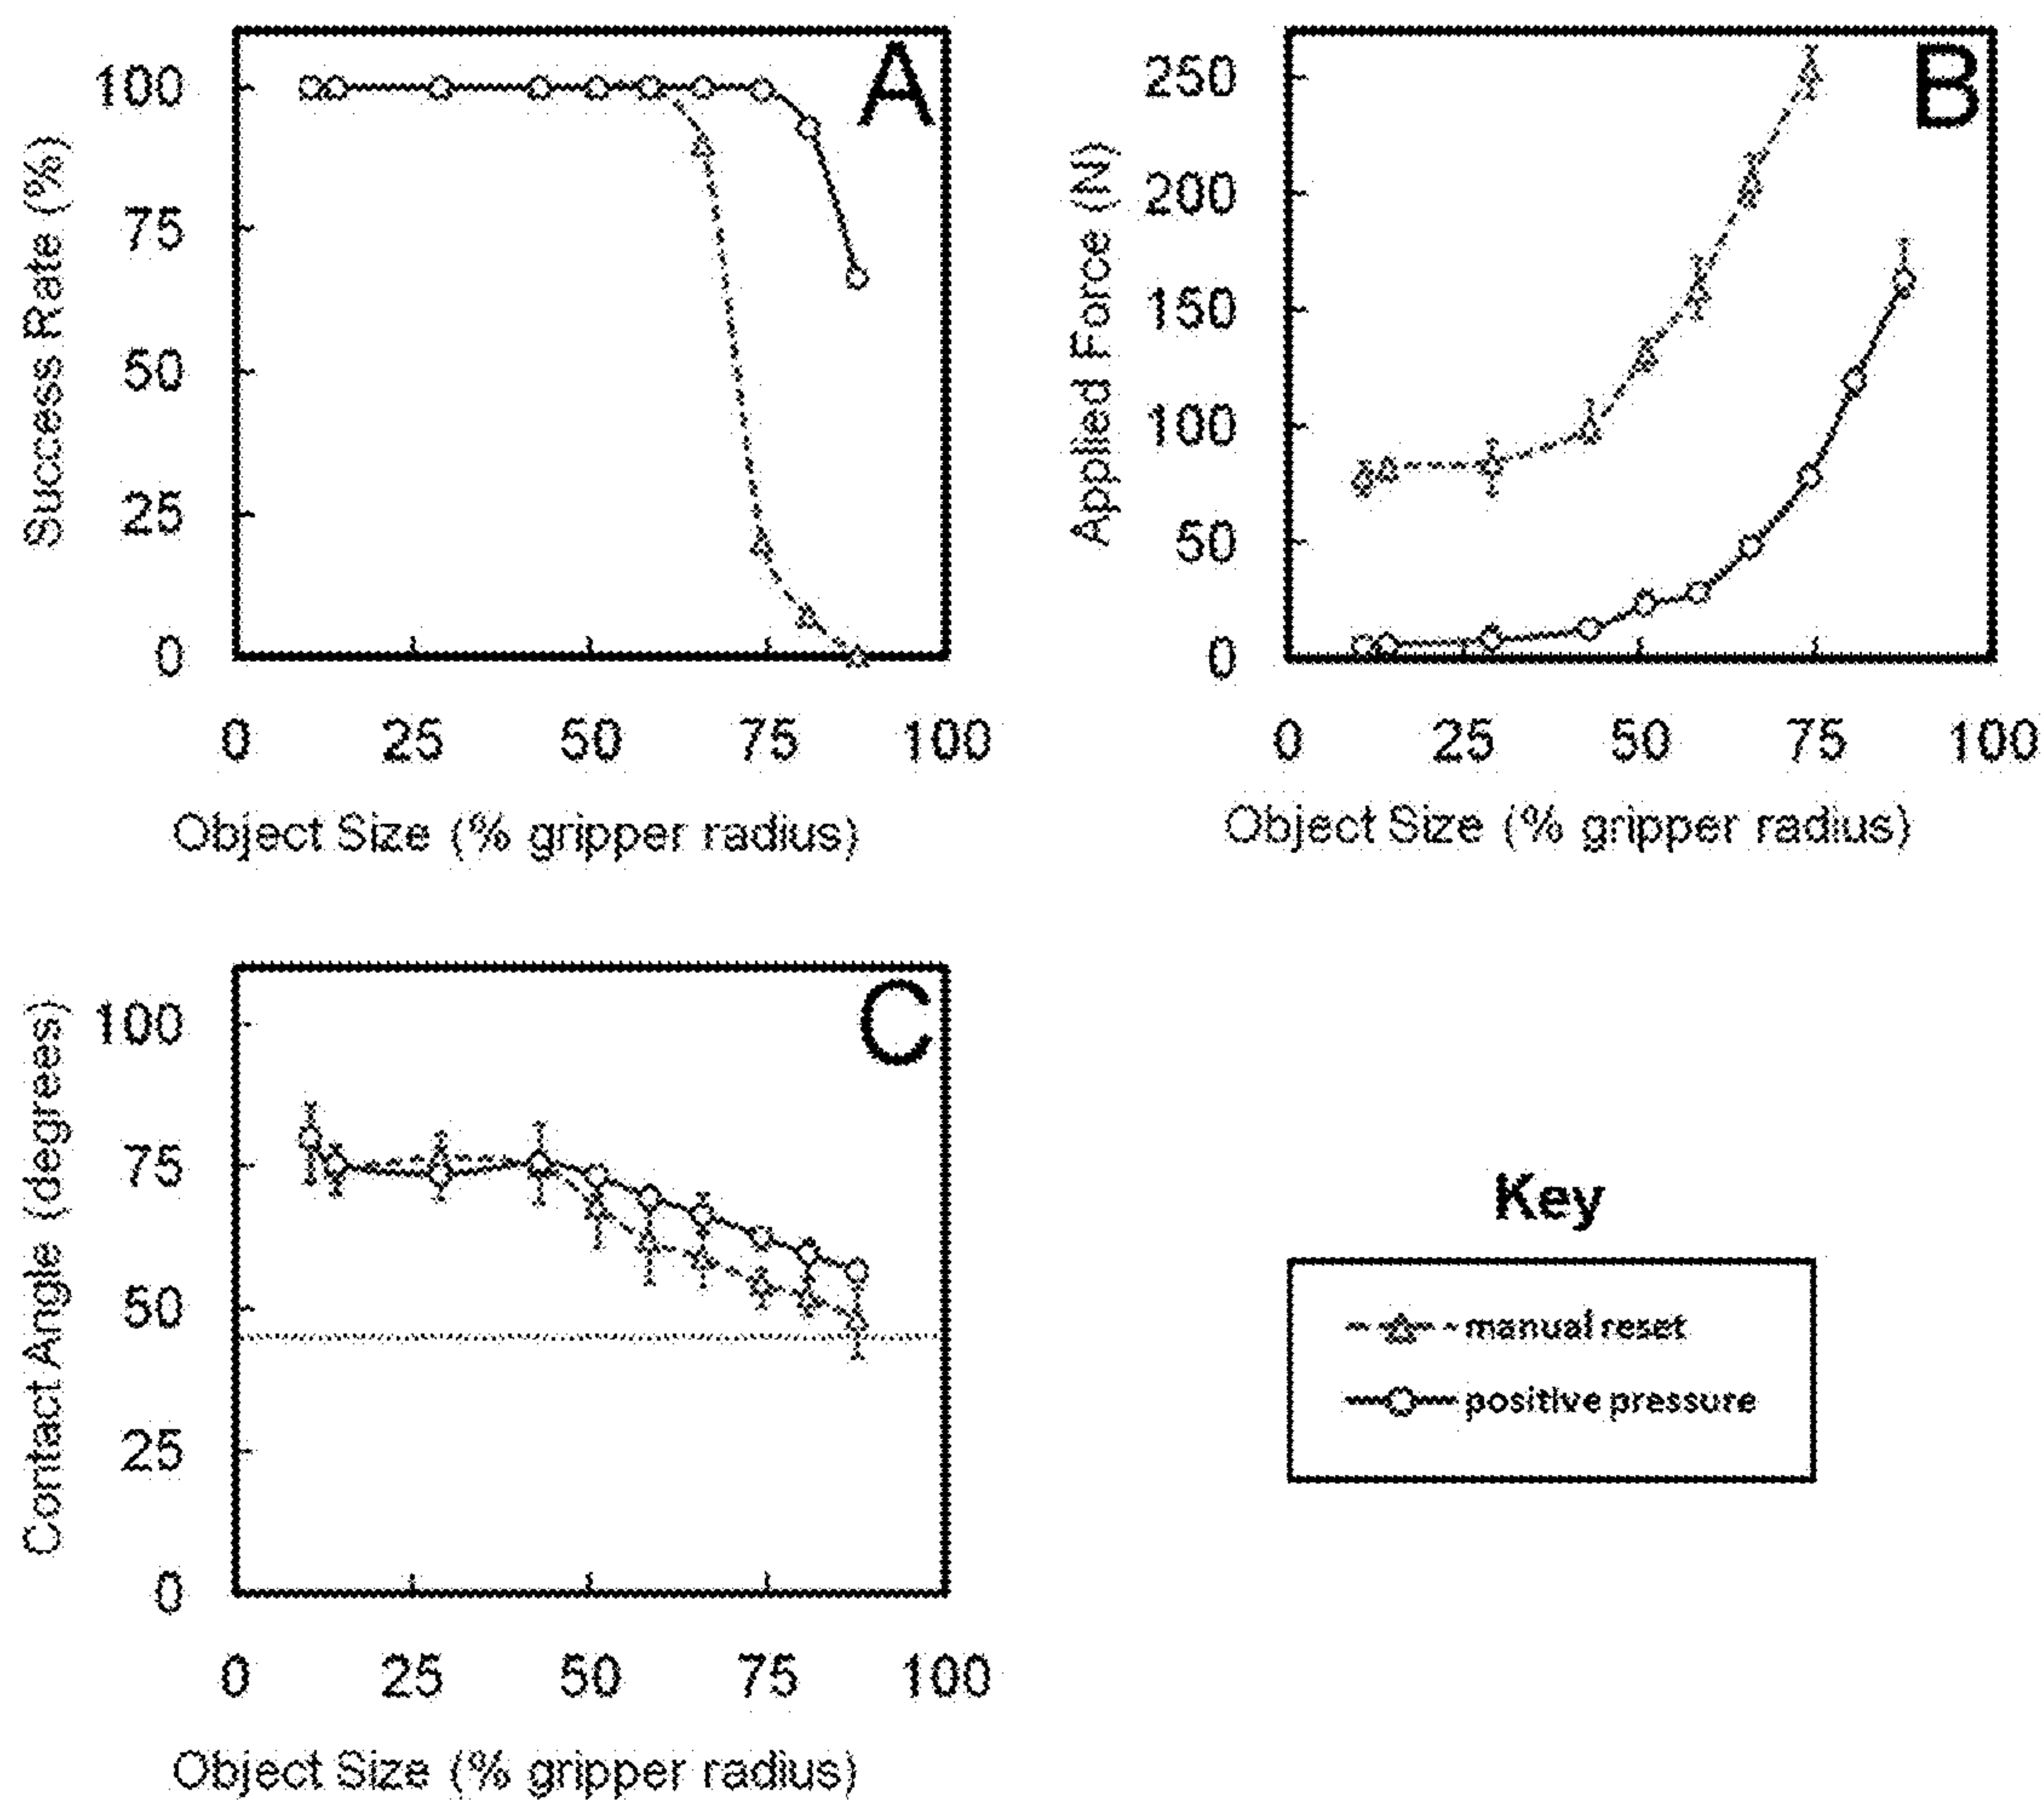 A
Success Rate (%)
100
75
50
25
0
0 25 50 75 100
Object Size (% gripper radius)
B
Applied Force (N)
250
200
150
100
50
0
0 25 50 75 100
Object Size (% gripper radius)
C
Contact Angle (degrees)
100
75
50
25
0
0 25 50 75 100
Object Size (% gripper radius)
Key
manual reset
positive pressure